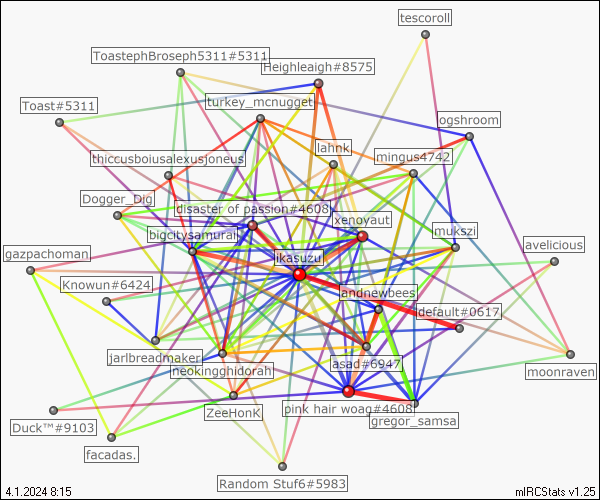 tescoroll
ToastephBroseph5311#5311
Heighleaigh#8575
Toast#5311
turkey_mcnugget
ogshroom
lahnk
thiccusboiusalexusjoneus
mingus4742
Dogger_Dig
disaster of passion#4608
xenoyaut
bigcitysamurai
mukszi
avelicious
gazpachoman
ikasuzu
Knowun#6424
andnewbees
default#0617
jarlbreadmaker
asad#6947
neokingghidorah
moonraven
ZeeHonK
pink hair woag#4608
gregor_samsa
Duck™#9103
facadas.
Random Stuf6#5983
4.1.2024 8:15
mIRCStats v1.25